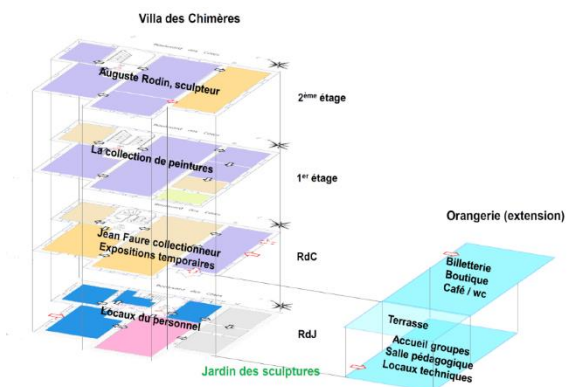 Villa des Chimères
Auguste Rodin, sculpteur
2ème étage
La collection de peintures
1er étage
Orangerie (extension)
Jean Faure collectionneur
Expositions temporaires
RdC
Billetterie
Boutique
Café / wc
Locaux du personnel
RdJ
Terrasse
Accueil groupes
Salle pédagogique
Locaux techniques
Jardin des sculptures